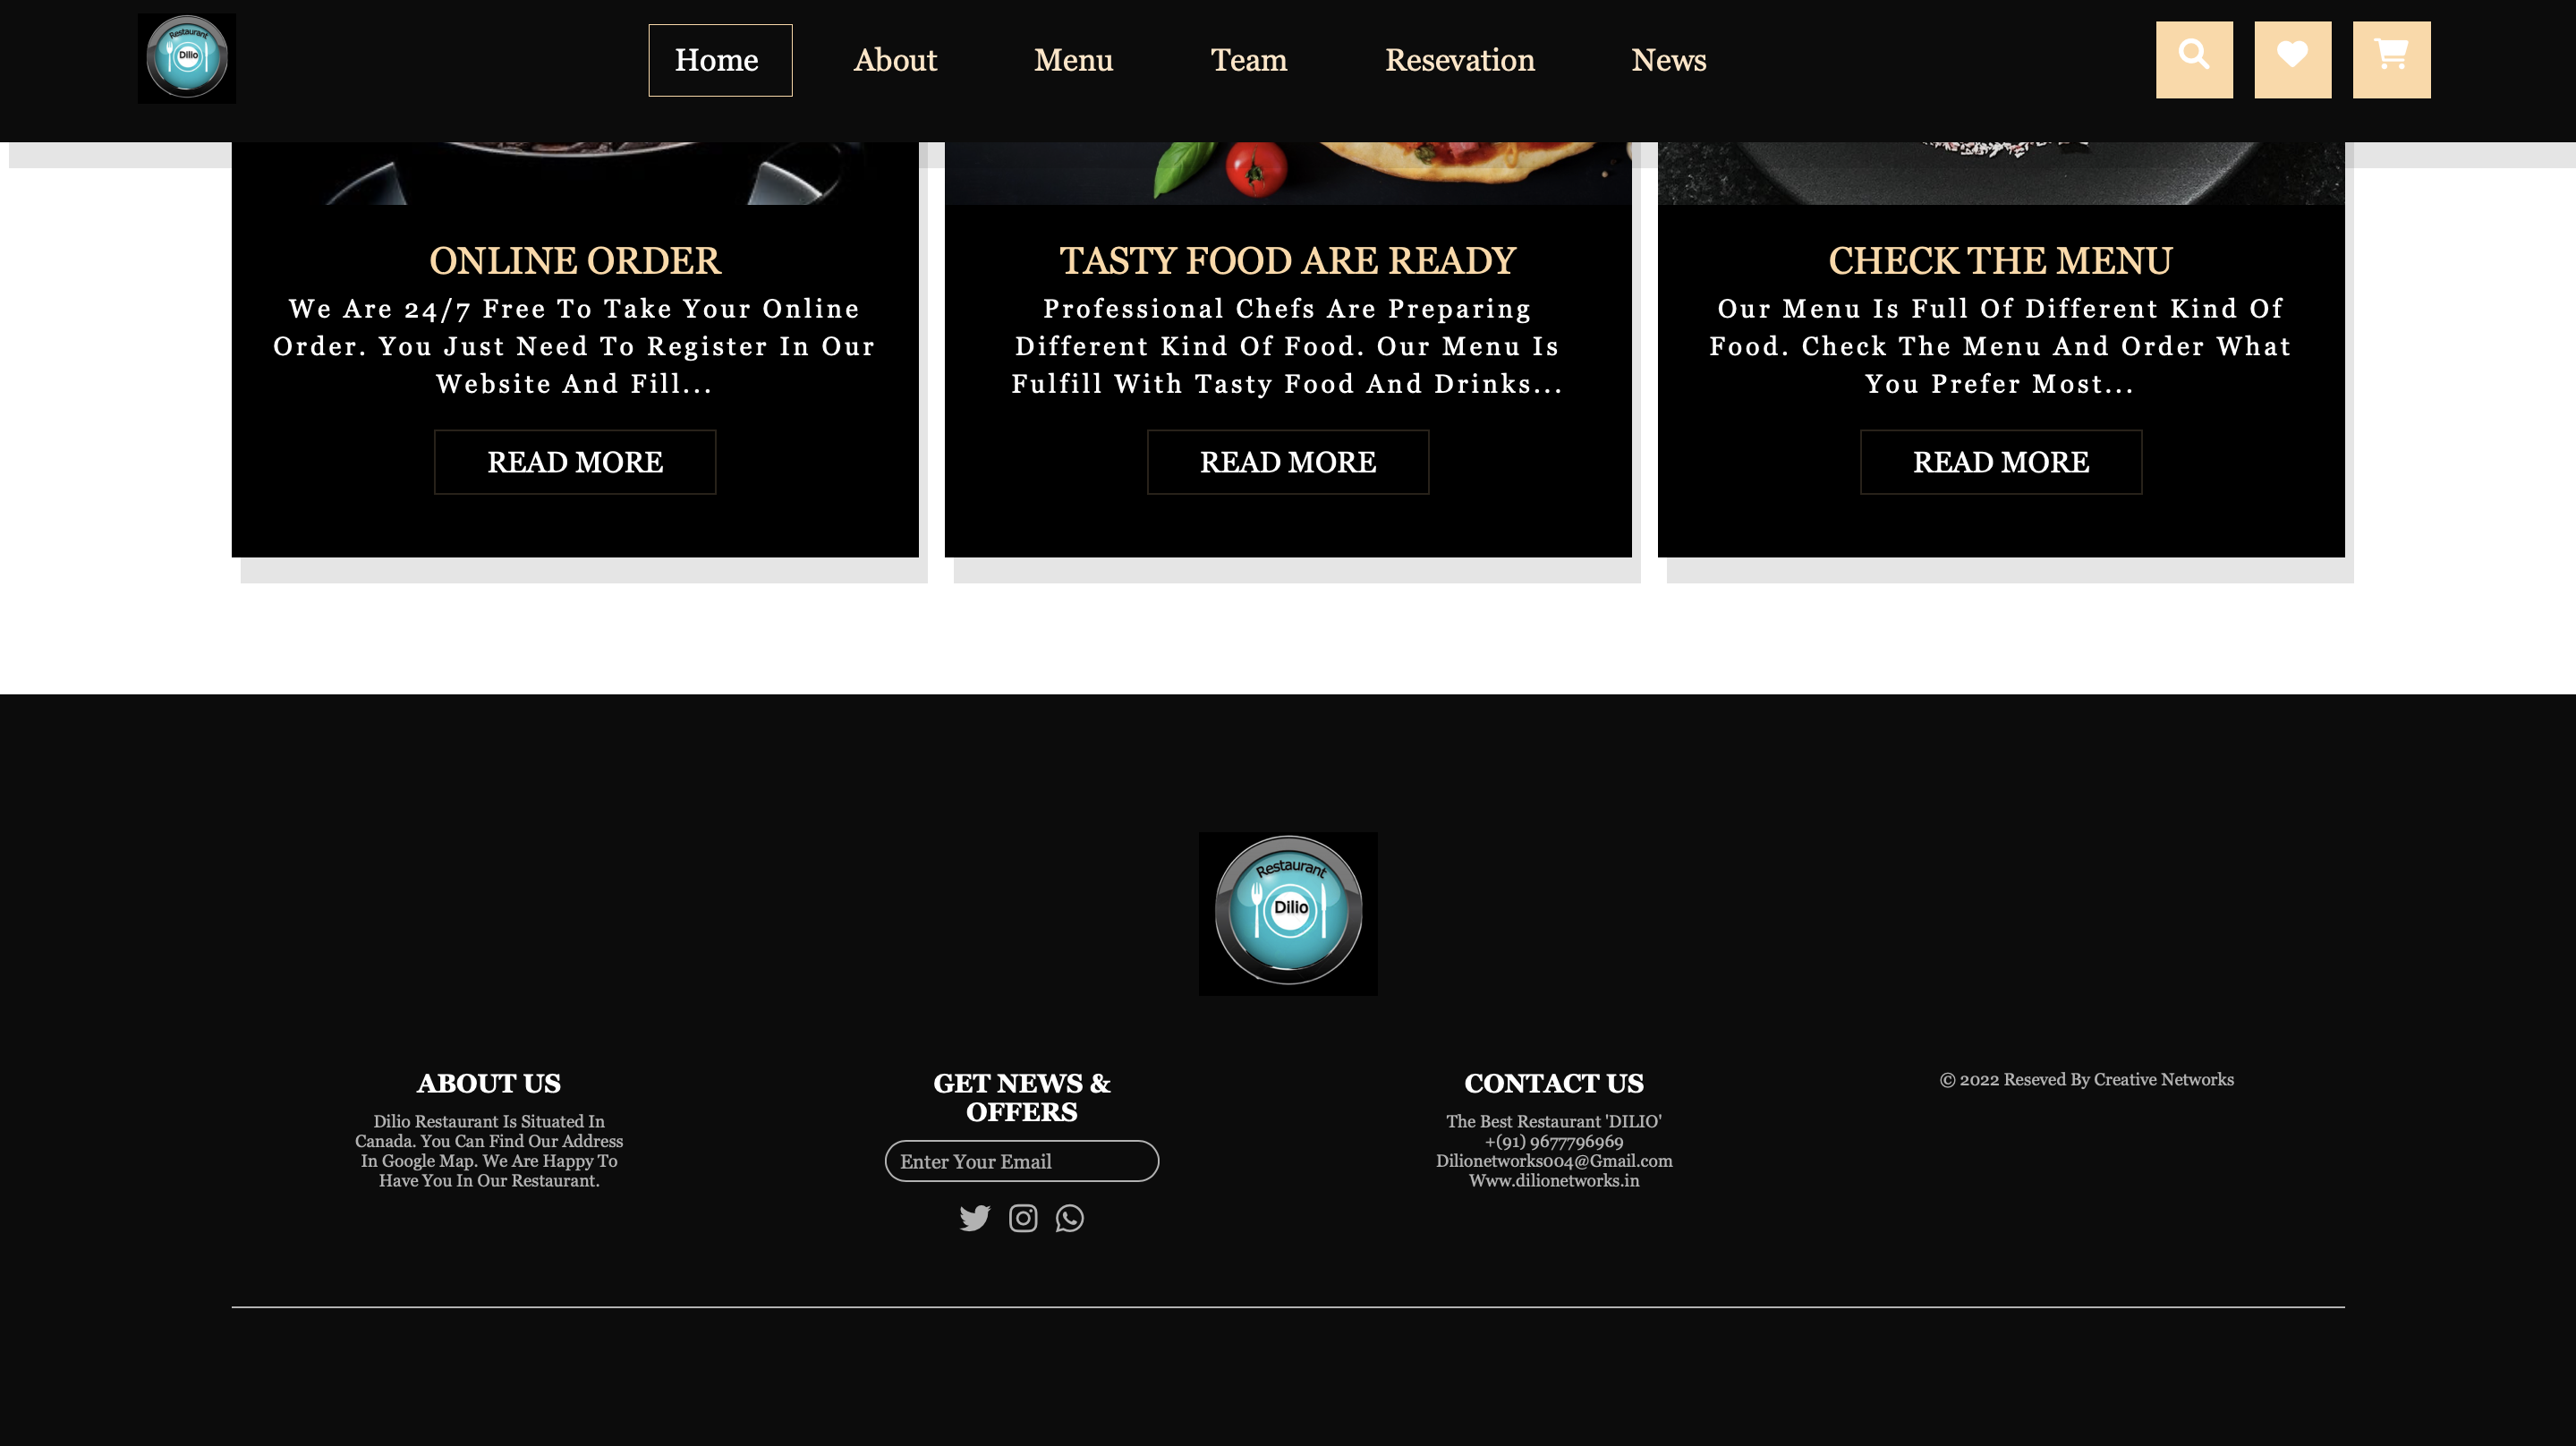 Restaurant
Dilio
Home
About
Menu
Team
Resevation
News
ONLINE ORDER
We Are 24/7 Free To Take Your Online
Order. You Just Need To Register In Our
Website And Fill...
READ MORE
TASTY FOOD ARE READY
Professional Chefs Are Preparing
Different Kind Of Food. Our Menu Is
Fulfill With Tasty Food And Drinks...
READ MORE
CHECK THE MENU
Our Menu Is Full Of Different Kind Of
Food. Check The Menu And Order What
You Prefer Most...
READ MORE
Restaurant
Dilio
ABOUT US
Dilio Restaurant Is Situated In
Canada. You Can Find Our Address
In Google Map. We Are Happy To
Have You In Our Restaurant.
GET NEWS &
OFFERS
Enter Your Email
CONTACT US
The Best Restaurant 'DILIO'
+(91) 9677796969
Dilionetworks004@Gmail.com
Www.dilionetworks.in
© 2022 Reseved By Creative Networks